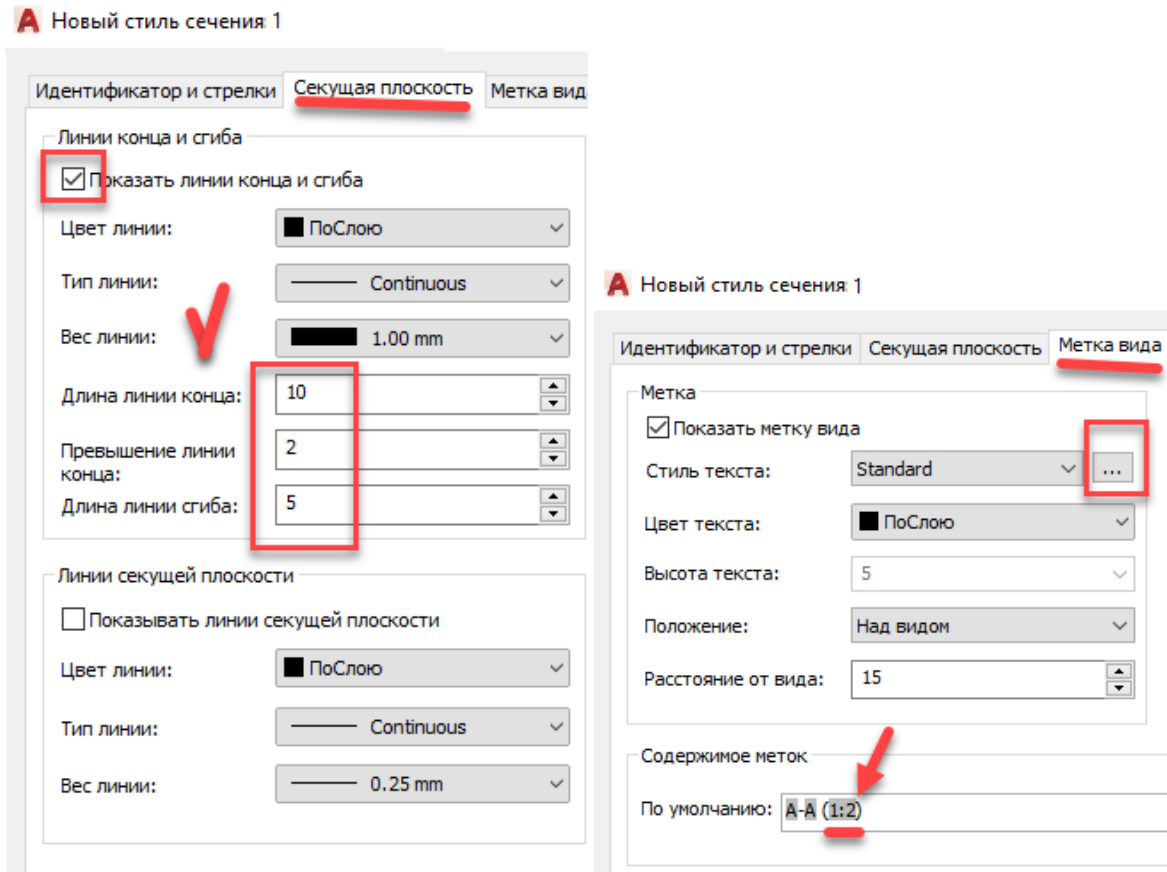 Новый стиль сечения: 1
Идентификатор и стрелки Секущая плоскость Метка вид
Линии конца и сгиба
Показать линии конца и сгиба
Цвет линии: ПоСлою
Тип линии: Continuous
Вес линии: 1.00 mm
Длина линии конца: 10
Превышение линии
конца: 2
Длина линии сгиба: 5
Линии секущей плоскости
Показывать линии секущей плоскости
Цвет линии: ПоСлою
Тип линии: Continuous
Вес линии: 0.25 mm
Новый стиль сечения: 1
Идентификатор и стрелки Секущая плоскость Метка вида
Метка
Показать метку вида
Стиль текста: Standard ...
Цвет текста: ПоСлою
Высота текста: 5
Положение: Над видом
Расстояние от вида: 15
Содержимое меток
По умолчанию: A-A (1:2)